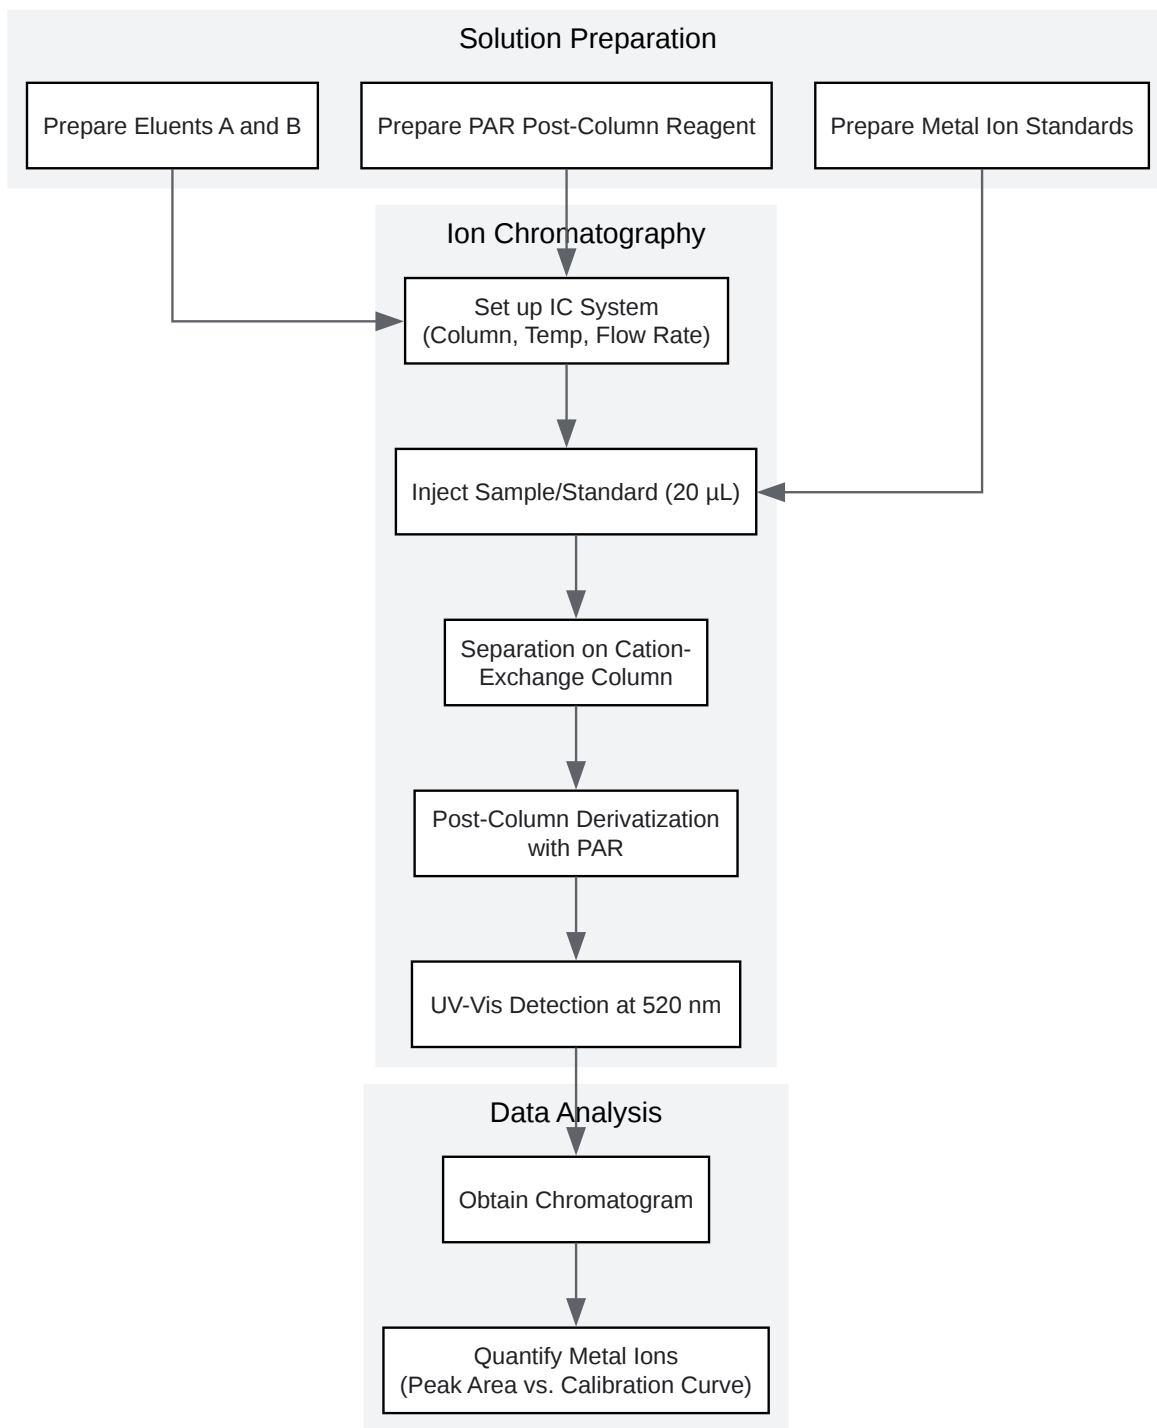 Solution Preparation
Prepare Eluents A and B
Prepare PAR Post-Column Reagent
Prepare Metal Ion Standards
Ion Chromatography
Set up IC System
(Column, Temp, Flow Rate)
Inject Sample/Standard (20 µL)
Separation on Cation-
Exchange Column
Post-Column Derivatization
with PAR
UV-Vis Detection at 520 nm
Data Analysis
Obtain Chromatogram
Quantify Metal Ions
(Peak Area vs. Calibration Curve)